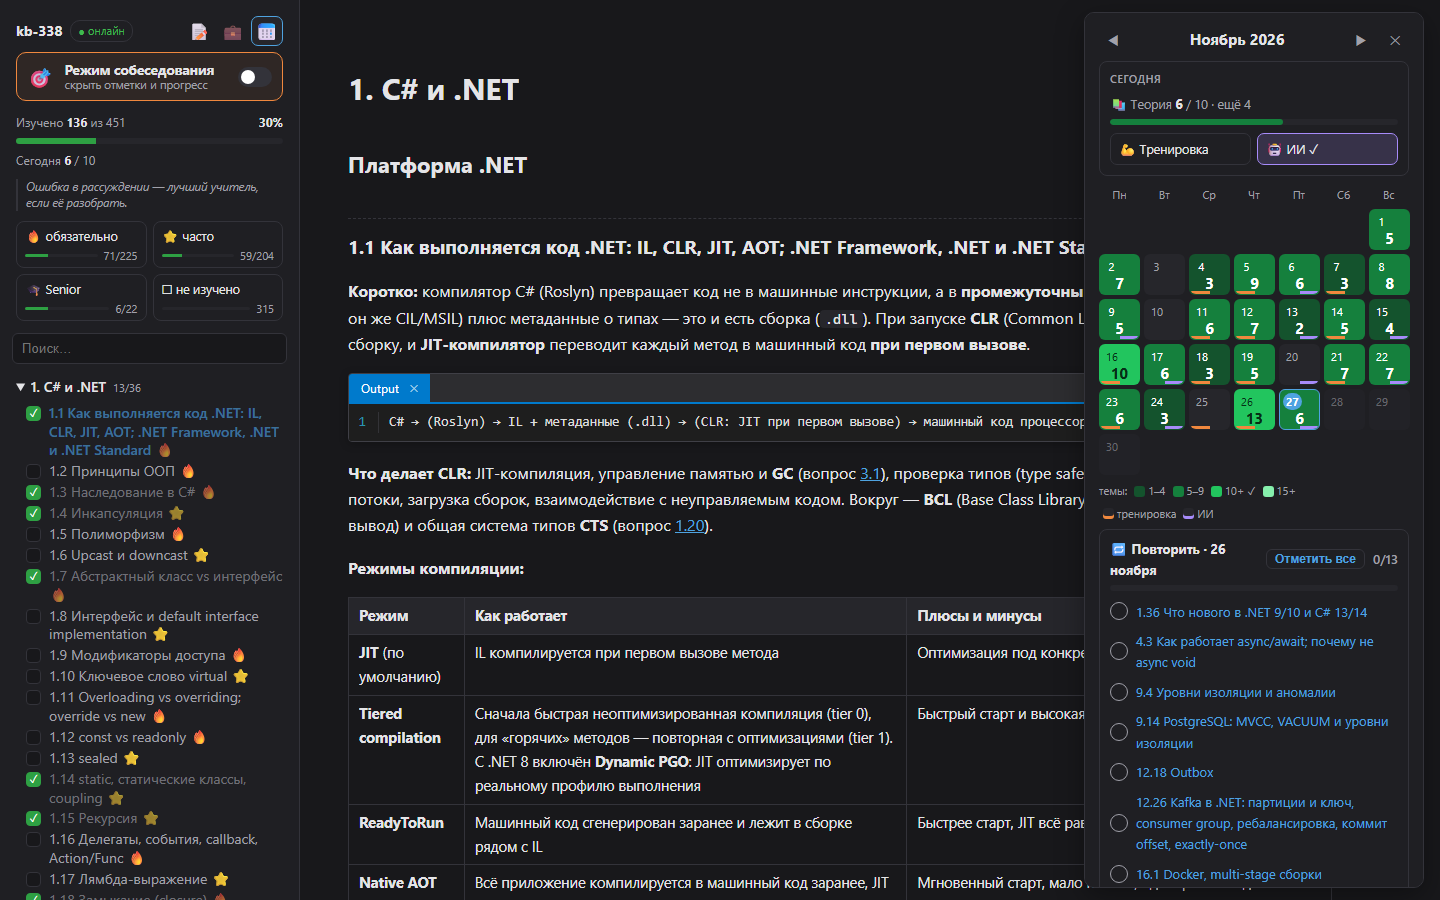 kb-338
● онлайн
Режим собеседования
скрыть отметки и прогресс
Изучено 136 из 451
30%
Сегодня 6 / 10
Ошибка в рассуждении — лучший учитель,
если её разобрать.
обязательно
71/225
часто
59/204
Senior
6/22
не изучено
315
Поиск...
▼ 1. C# и .NET 13/36
1.1 Как выполняется код .NET: IL,
CLR, JIT, AOT; .NET Framework, .NET
и .NET Standard
1.2 Принципы ООП
1.3 Наследование в C#
1.4 Инкапсуляция
1.5 Полиморфизм
1.6 Upcast и downcast
1.7 Абстрактный класс vs интерфейс
1.8 Интерфейс и default interface
implementation
1.9 Модификаторы доступа
1.10 Ключевое слово virtual
1.11 Overloading vs overriding;
override vs new
1.12 const vs readonly
1.13 sealed
1.14 static, статические классы,
coupling
1.15 Рекурсия
1.16 Делегаты, события, callback,
Action/Func
1.17 Лямбда-выражение
1.18 Замыкание (closure)
1. C# и .NET
Платформа .NET
1.1 Как выполняется код .NET: IL, CLR, JIT, AOT; .NET Framework, .NET и .NET Sta
Коротко: компилятор C# (Roslyn) превращает код не в машинные инструкции, а в промежуточны
он же CIL/MSIL) плюс метаданные о типах — это и есть сборка ( .dll ). При запуске CLR (Common L
сборку, и JIT-компилятор переводит каждый метод в машинный код при первом вызове.
Output ×
1 C# → (Roslyn) → IL + метаданные (.dll) → (CLR: JIT при первом вызове) → машинный код процессор
Что делает CLR: JIT-компиляция, управление памятью и GC (вопрос 3.1), проверка типов (type safe
потоки, загрузка сборок, взаимодействие с неуправляемым кодом. Вокруг — BCL (Base Class Library
вывод) и общая система типов CTS (вопрос 1.20).
Режимы компиляции:
Режим
Как работает
Плюсы и минусы
JIT (по
умолчанию)
IL компилируется при первом вызове метода
Оптимизация под конкре
Tiered
compilation
Сначала быстрая неоптимизированная компиляция (tier 0),
для «горячих» методов — повторная с оптимизациями (tier 1).
С .NET 8 включён Dynamic PGO: JIT оптимизирует по
реальному профилю выполнения
Быстрый старт и высокая
ReadyToRun
Машинный код сгенерирован заранее и лежит в сборке
рядом с IL
Быстрее старт, JIT всё рав
Native AOT
Всё приложение компилируется в машинный код заранее, JIT
Мгновенный старт, мало
◀ Ноябрь 2026 ▶ ×
СЕГОДНЯ
Теория 6 / 10 · ещё 4
Тренировка
ИИ ✓
Пн Вт Ср Чт Пт Сб Вс
1
5
2 3 4 5 6 7 8
7 3 9 6 3 8
9 10 11 12 13 14 15
5 6 7 2 5 4
16 17 18 19 20 21 22
10 6 3 5 7 7
23 24 25 26 27 28 29
6 3 13 6
30
темы: 1–4 5–9 10+ ✓ 15+
тренировка ИИ
Повторить · 26
ноября
Отметить все
0/13
1.36 Что нового в .NET 9/10 и C# 13/14
4.3 Как работает async/await; почему не
async void
9.4 Уровни изоляции и аномалии
9.14 PostgreSQL: MVCC, VACUUM и уровни
изоляции
12.18 Outbox
12.26 Kafka в .NET: партиции и ключ,
consumer group, ребалансировка, коммит
offset, exactly-once
16.1 Docker, multi-stage сборки